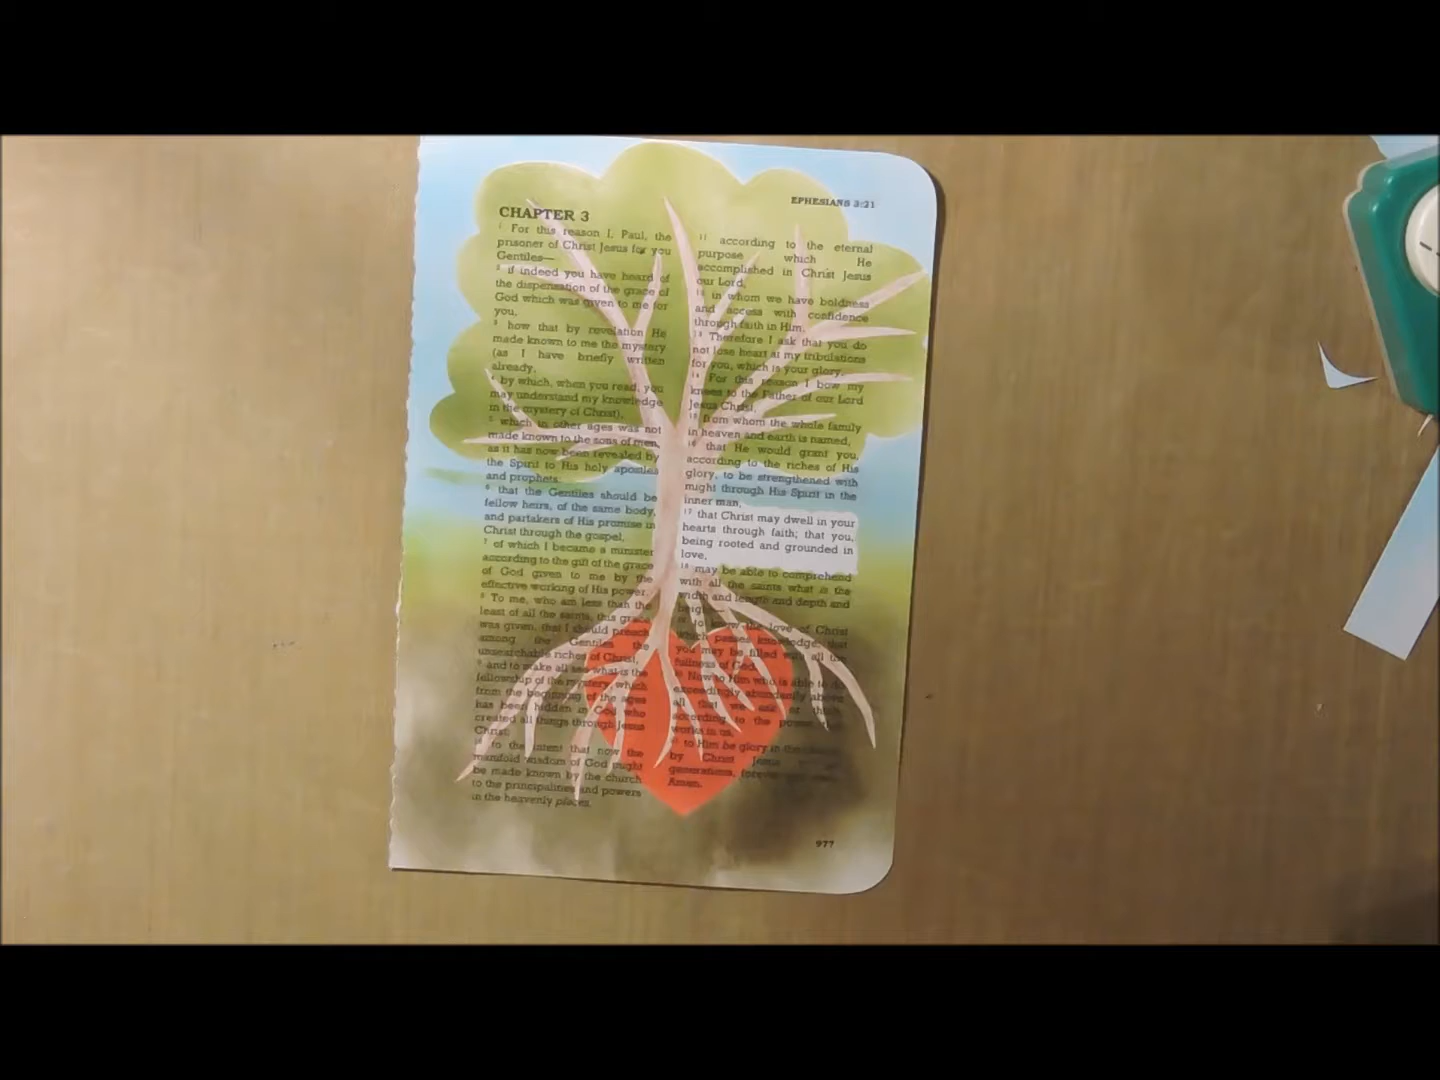 CHAPTER 3
1 For this reason I, Paul, the
prisoner of Christ Jesus for you
Gentiles—
2 if indeed you have heard of
the dispensation of the grace of
God which was given to me for
you,
3 how that by revelation He
made known to me the mystery
(as I have briefly written
already,
4 by which, when you read, you
may understand my knowledge
in the mystery of Christ),
5 which in other ages was not
made known to the sons of men,
as it has now been revealed by
the Spirit to His holy apostles
and prophets
6 that the Gentiles should be
fellow heirs, of the same body,
and partakers of His promise in
Christ through the gospel,
7 of which I became a minister
according to the gift of the grace
of God given to me by the
effective working of His power.
8 To me, who am less than the
least of all the saints, this grace
was given, that I should preach
among the Gentiles the
unsearchable riches of Christ,
9 and to make all see what is the
fellowship of the mystery, which
from the beginning of the ages
has been hidden in God who
created all things through Jesus
Christ;
10 to the intent that now the
manifold wisdom of God might
be made known by the church
to the principalities and powers
in the heavenly places,
EPHESIANS 3:21
11 according to the eternal
purpose which He
accomplished in Christ Jesus
our Lord,
12 in whom we have boldness
and access with confidence
through faith in Him.
13 Therefore I ask that you do
not lose heart at my tribulations
for you, which is your glory.
14 For this reason I bow my
knees to the Father of our Lord
Jesus Christ,
15 from whom the whole family
in heaven and earth is named,
16 that He would grant you,
according to the riches of His
glory, to be strengthened with
might through His Spirit in the
inner man,
17 that Christ may dwell in your
hearts through faith; that you,
being rooted and grounded in
love,
18 may be able to comprehend
with all the saints what is the
width and length and depth and
height—
19 to the love of Christ
which passes knowledge; that
you may be filled with all the
fullness of God.
20 Now to Him who is able to do
exceedingly abundantly above
all that we ask or think,
according to the power
works in us,
21 to Him be glory in the
by Christ Jesus
generations, forever
Amen.
977